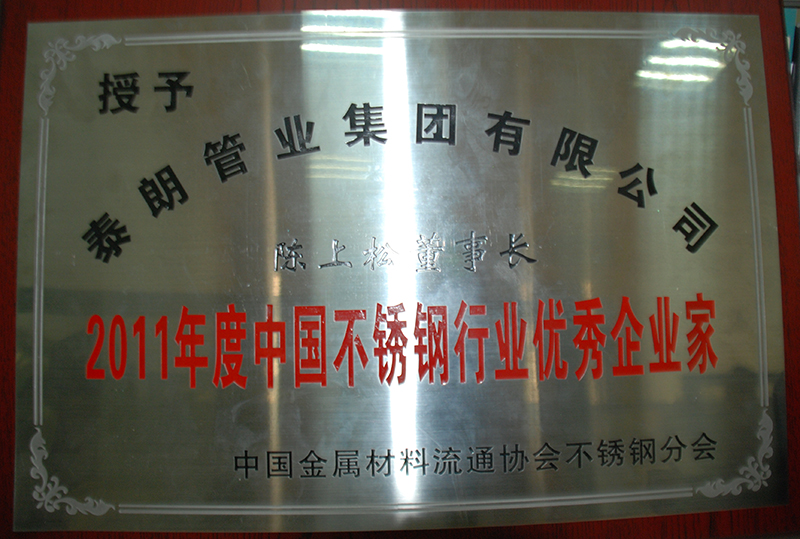 授予
泰朗管业集团有限公司
陈上松董事长
2011年度中国不锈钢行业优秀企业家
中国金属材料流通协会不锈钢分会